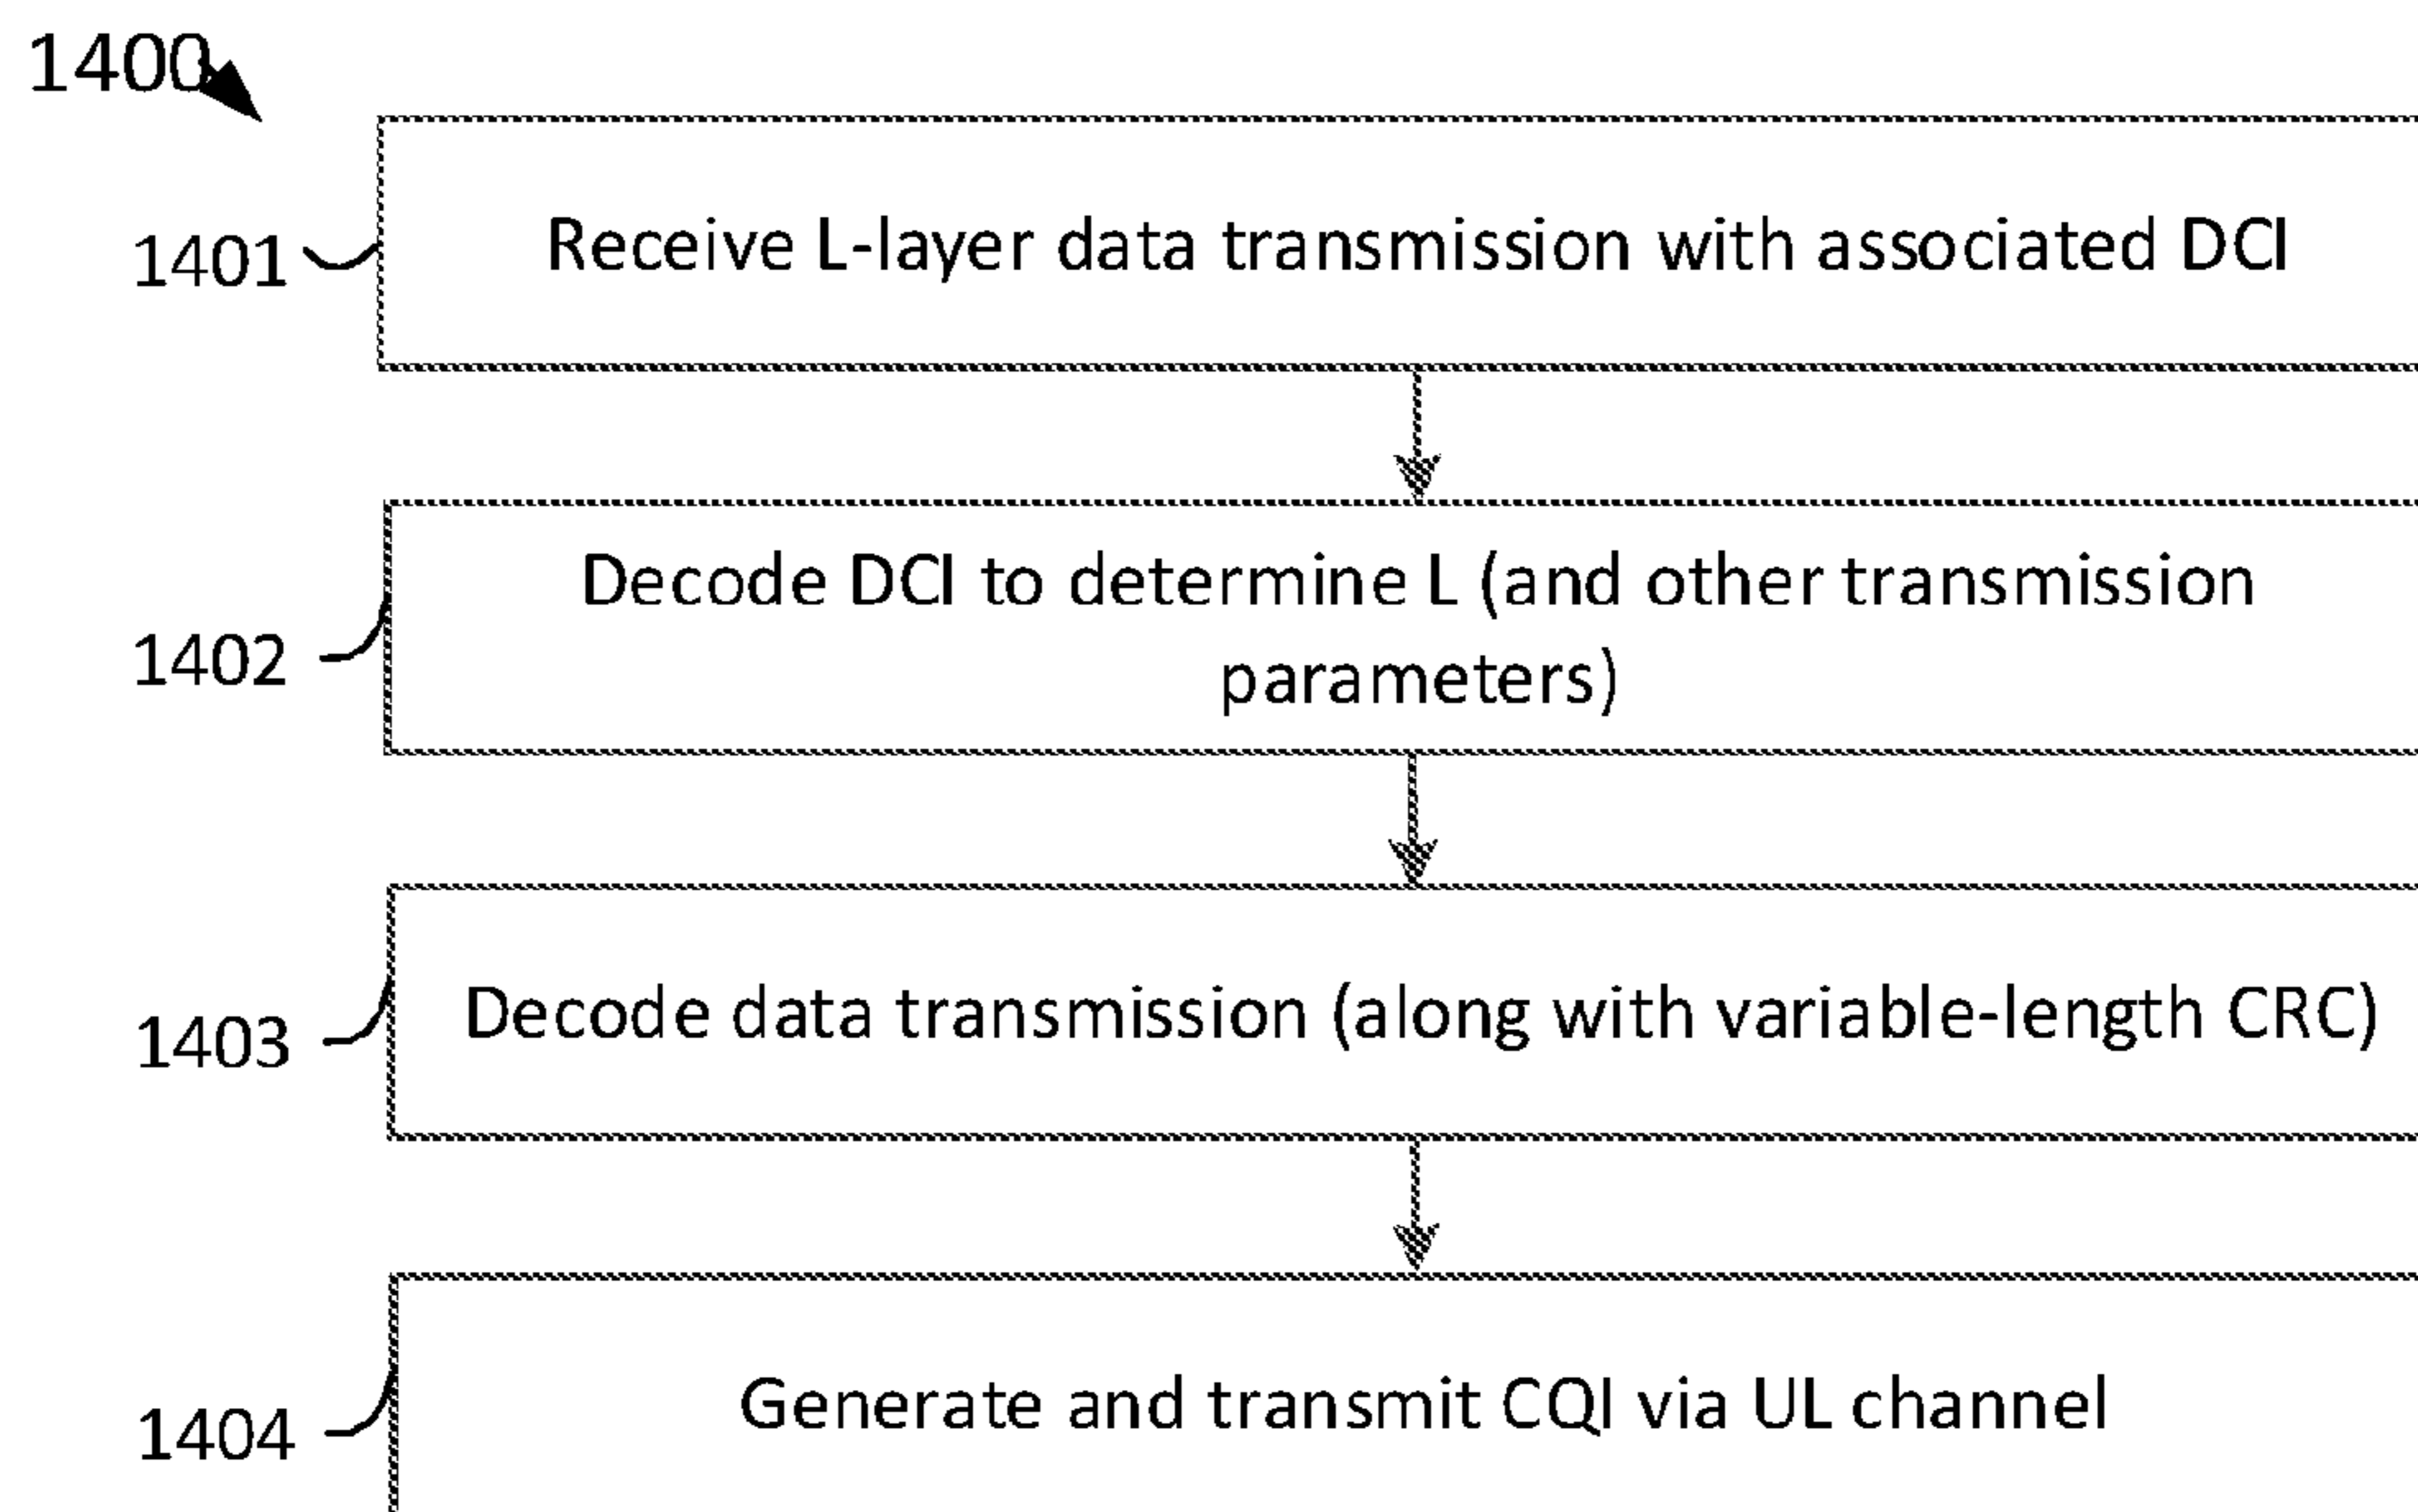 1400
1401
Receive L-layer data transmission with associated DCI
1402
Decode DCI to determine L (and other transmission
parameters)
1403
Decode data transmission (along with variable-length CRC)
1404
Generate and transmit CQI via UL channel